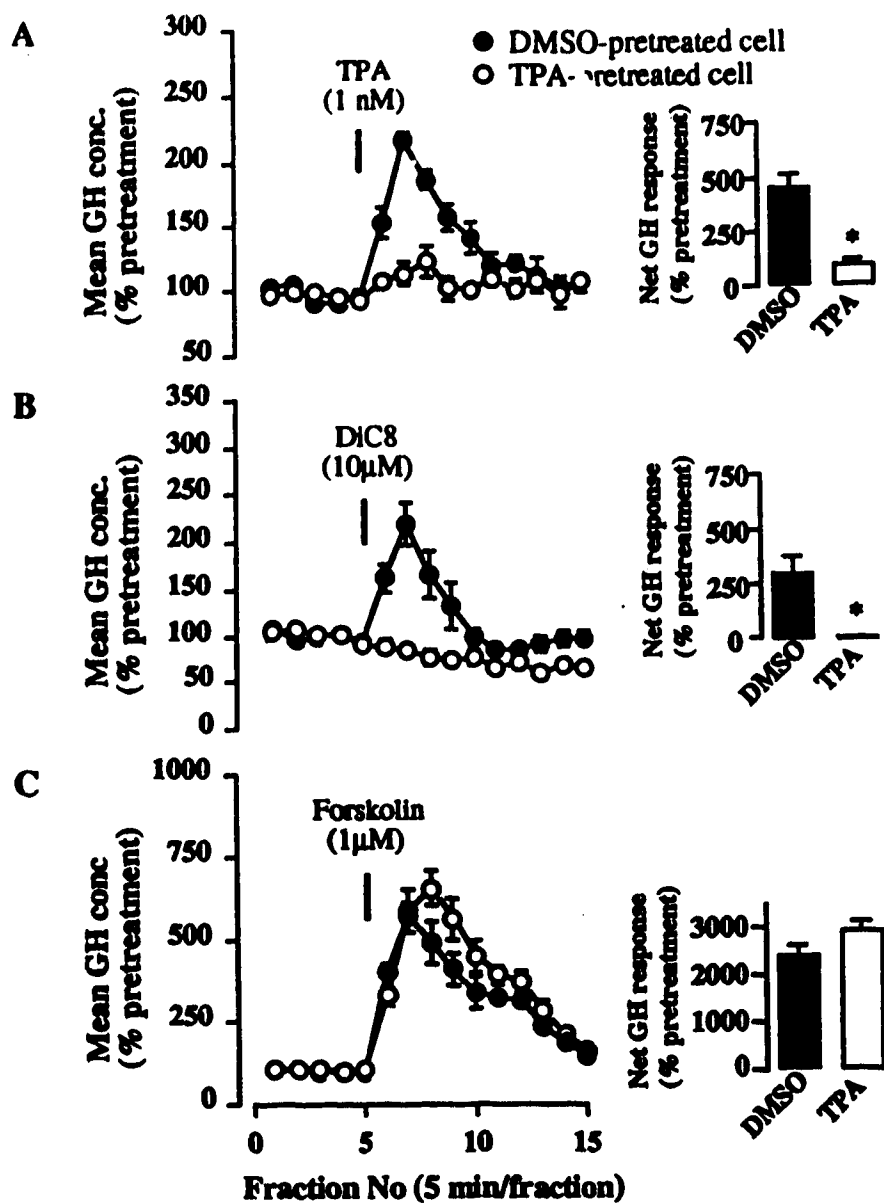 A
300
250
200
150
100
50
Mean GH conc.
(% pretreatment)
TPA
(1 nM)
DMSO-pretreated cell
TPA-pretreated cell
Net GH response
(% pretreatment)
750
500
250
0
*
DMSO
TPA
B
350
300
250
200
150
100
50
0
Mean GH conc.
(% pretreatment)
DiC8
(10µM)
Net GH response
(% pretreatment)
750
500
250
0
*
DMSO
TPA
C
1000
750
500
250
0
Mean GH conc
(% pretreatment)
Forskolin
(1µM)
Net GH response
(% pretreatment)
3000
2000
1000
0
DMSO
TPA
0
5
10
15
Fraction No (5 min/fraction)